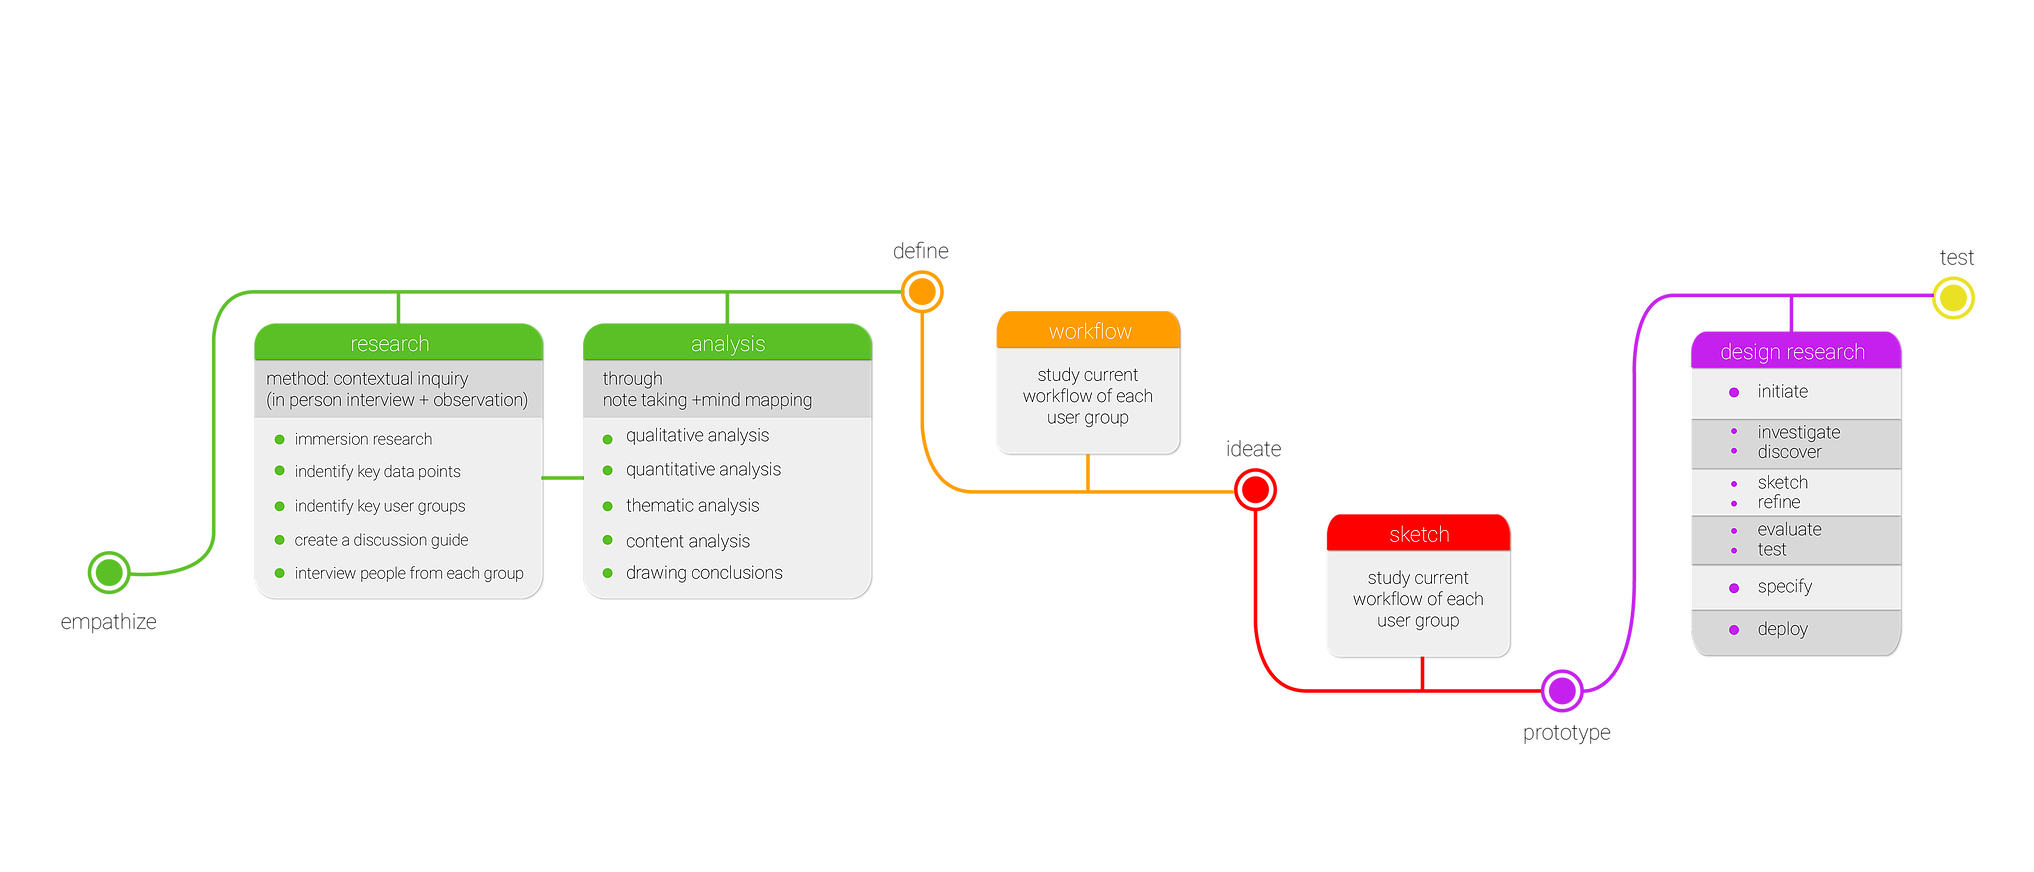 empathize
research
method: contextual inquiry
(in person interview + observation)
immersion research
indentify key data points
indentify key user groups
create a discussion guide
interview people from each group
analysis
through
note taking +mind mapping
qualitative analysis
quantitative analysis
thematic analysis
content analysis
drawing conclusions
define
workflow
study current
workflow of each
user group
ideate
sketch
study current
workflow of each
user group
prototype
design research
initiate
investigate
discover
sketch
refine
evaluate
test
specify
deploy
test